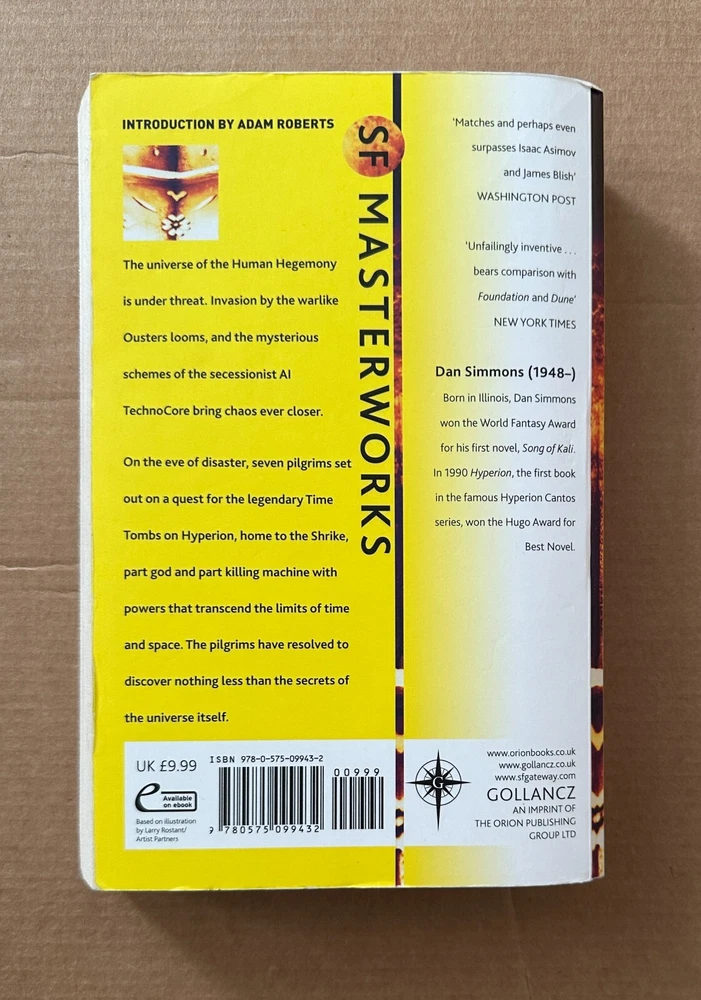 INTRODUCTION BY ADAM ROBERTS
The universe of the Human Hegemony
is under threat. Invasion by the warlike
Ousters looms, and the mysterious
schemes of the secessionist AI
TechnoCore bring chaos ever closer.
On the eve of disaster, seven pilgrims set
out on a quest for the legendary Time
Tombs on Hyperion, home to the Shrike,
part god and part killing machine with
powers that transcend the limits of time
and space. The pilgrims have resolved to
discover nothing less than the secrets of
the universe itself.
SF MASTERWORKS
‘Matches and perhaps even
surpasses Isaac Asimov
and James Blish’
WASHINGTON POST
‘Unfailingly inventive . . .
bears comparison with
Foundation and Dune’
NEW YORK TIMES
Dan Simmons (1948–)
Born in Illinois, Dan Simmons
won the World Fantasy Award
for his first novel, Song of Kali.
In 1990 Hyperion, the first book
in the famous Hyperion Cantos
series, won the Hugo Award for
Best Novel.
UK £9.99
e Available
on ebook
Based on illustration
by Larry Rostant/
Artist Partners
ISBN 978-0-575-09943-2
00999
9 780575 099432
G
www.orionbooks.co.uk
www.gollancz.co.uk
www.sfgateway.com
GOLLANCZ
AN IMPRINT OF
THE ORION PUBLISHING
GROUP LTD